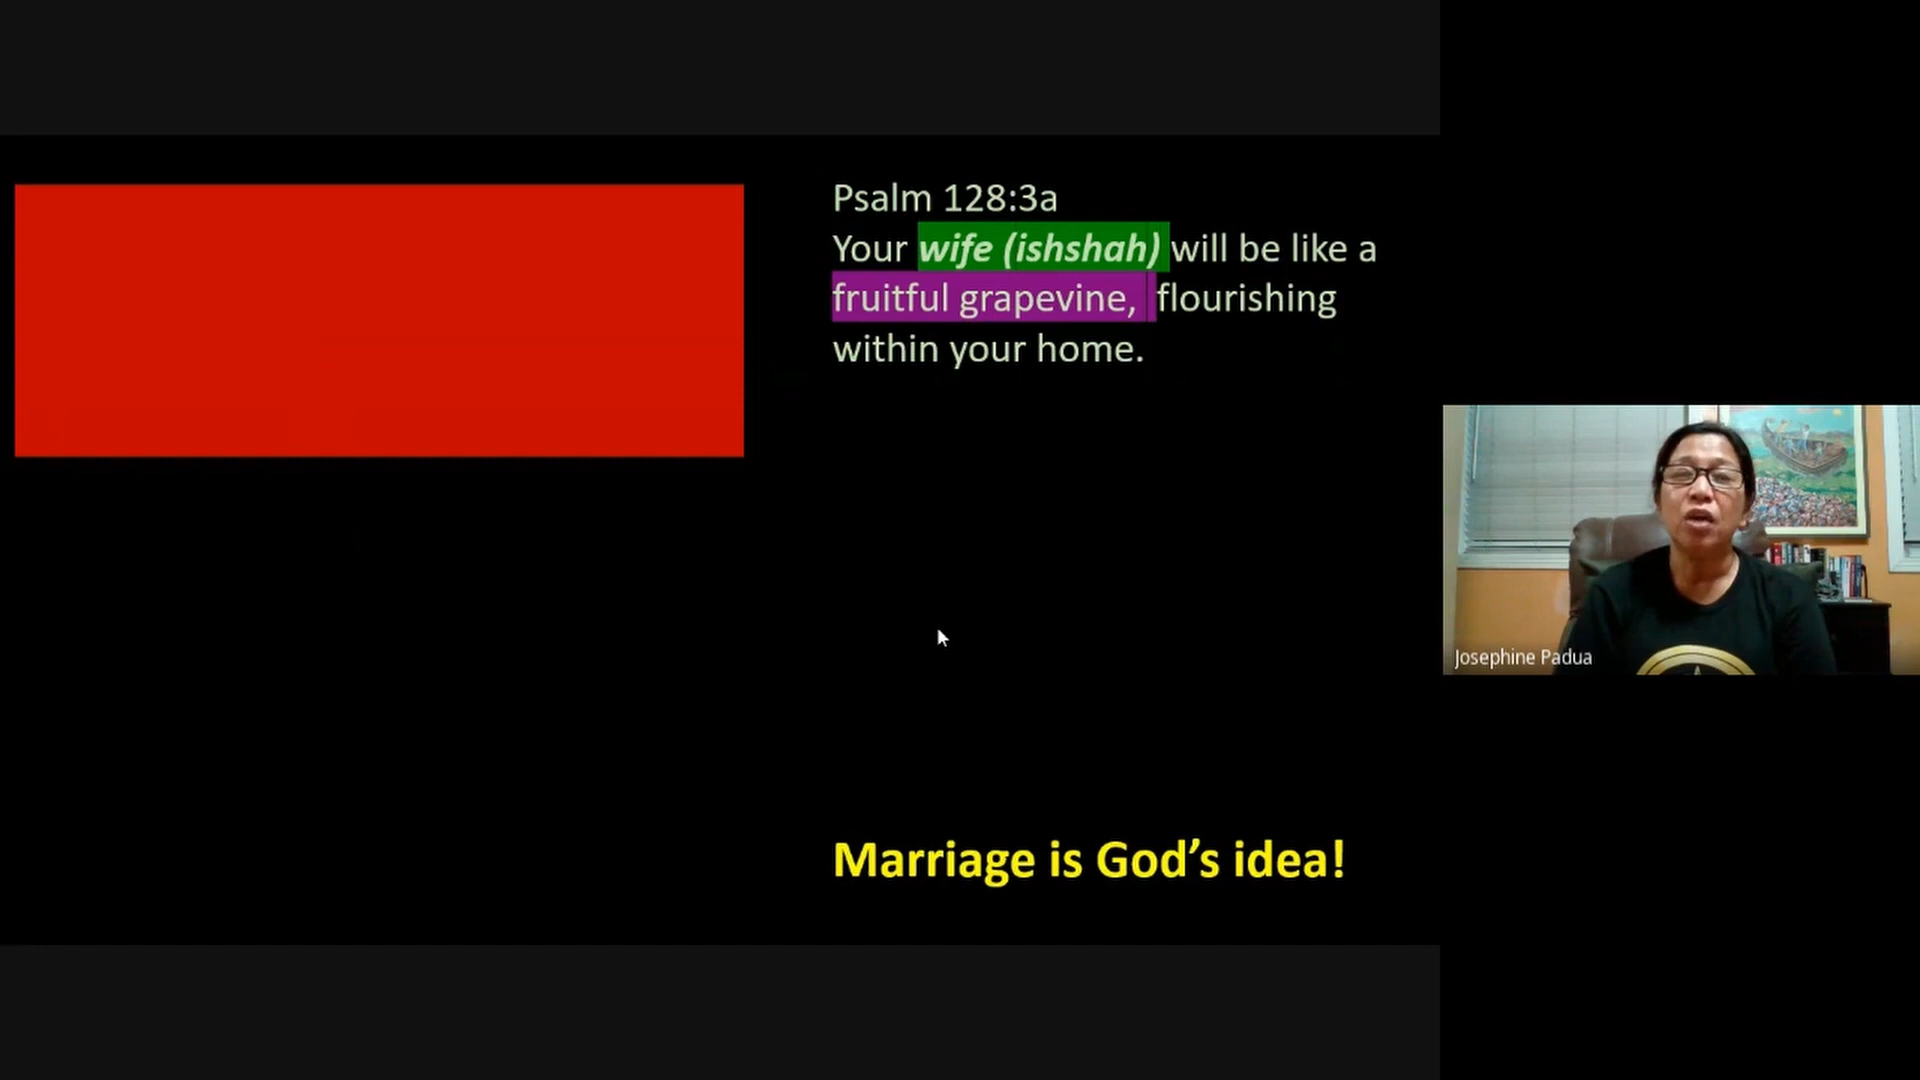 Psalm 128:3a
Your wife (ishshah) will be like a
fruitful grapevine, flourishing
within your home.
Marriage is God’s idea!
Josephine Padua